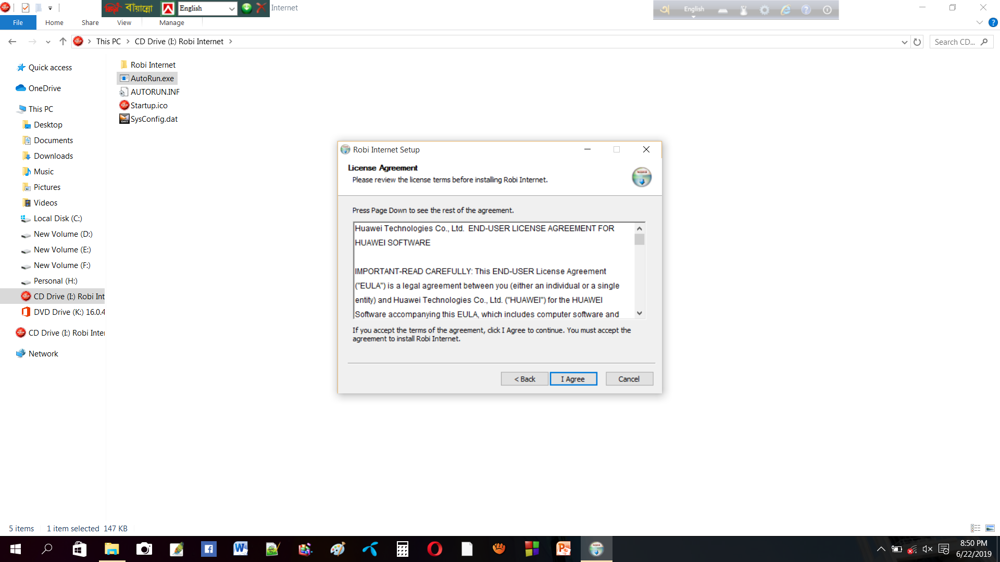 বায়ান্নো
English
Internet
English
File
Home
Share
View
Manage
This PC
CD Drive (I:) Robi Internet
Search CD...
Quick access
OneDrive
This PC
Desktop
Documents
Downloads
Music
Pictures
Videos
Local Disk (C:)
New Volume (D:)
New Volume (E:)
New Volume (F:)
Personal (H:)
CD Drive (I:) Robi Int
DVD Drive (K:) 16.0.4
CD Drive (I:) Robi Inter
Network
Robi Internet
AutoRun.exe
AUTORUN.INF
Startup.ico
SysConfig.dat
Robi Internet Setup
License Agreement
Please review the license terms before installing Robi Internet.
Press Page Down to see the rest of the agreement.
Huawei Technologies Co., Ltd.  END-USER LICENSE AGREEMENT FOR
HUAWEI SOFTWARE
IMPORTANT-READ CAREFULLY: This END-USER License Agreement
("EULA") is a legal agreement between you (either an individual or a single
entity) and Huawei Technologies Co., Ltd. ("HUAWEI") for the HUAWEI
Software accompanying this EULA, which includes computer software and
If you accept the terms of the agreement, click I Agree to continue. You must accept the
agreement to install Robi Internet.
< Back
I Agree
Cancel
5 items
1 item selected  147 KB
8:50 PM
6/22/2019